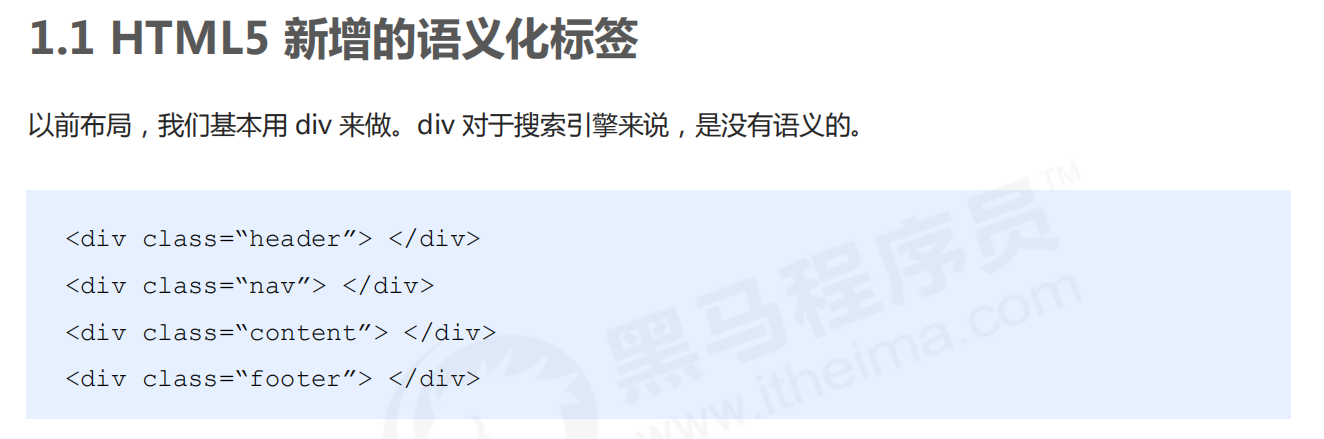 1.1 HTML5 新增的语义化标签
以前布局，我们基本用 div 来做。div 对于搜索引擎来说，是没有语义的。
<div class=“header”> </div>
<div class=“nav”> </div>
<div class=“content”> </div>
<div class=“footer”> </div>
黑马程序员™
www.itheima.com